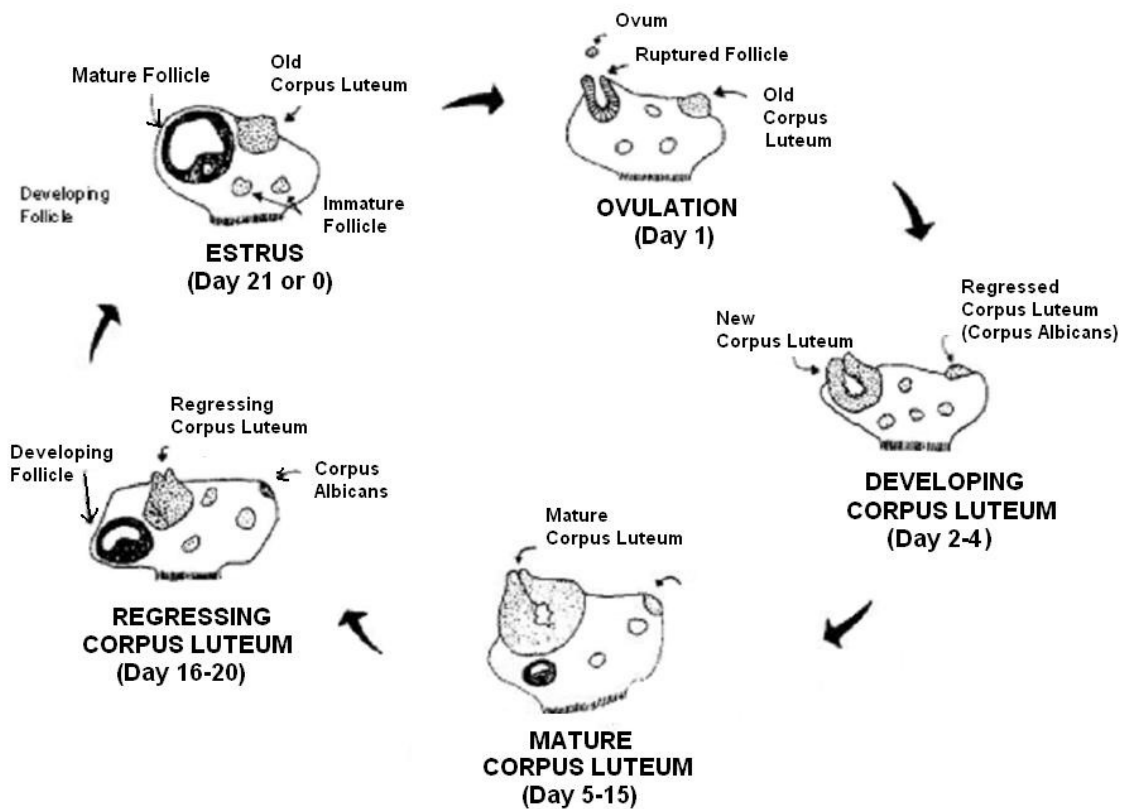 Mature Follicle
Old
Corpus Luteum
Developing
Follicle
Immature
Follicle
ESTRUS
(Day 21 or 0)
Ovum
Ruptured Follicle
Old
Corpus
Luteum
OVULATION
(Day 1)
New
Corpus Luteum
Regressed
Corpus Luteum
(Corpus Albicans)
DEVELOPING
CORPUS LUTEUM
(Day 2-4)
Mature
Corpus Luteum
MATURE
CORPUS LUTEUM
(Day 5-15)
Regressing
Corpus Luteum
Developing
Follicle
Corpus
Albicans
REGRESSING
CORPUS LUTEUM
(Day 16-20)